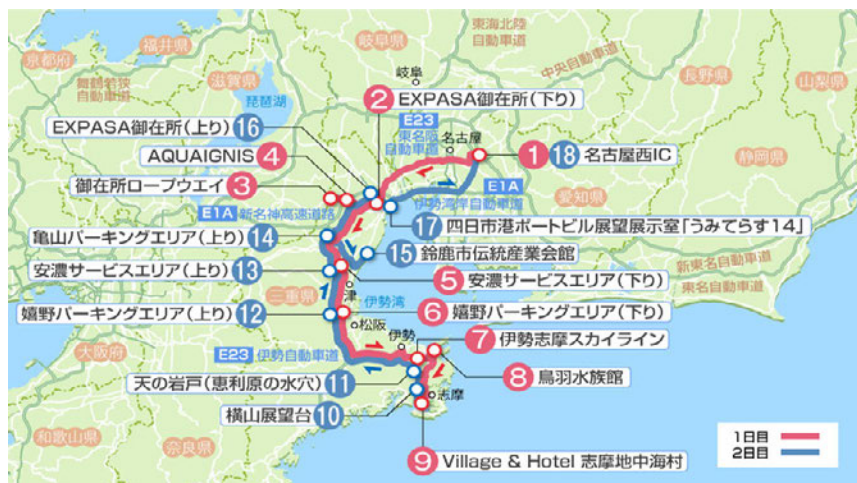 京都府
福井県
舞鶴若狭
自動車道
滋賀県
琵琶湖
岐阜県
岐阜
東海北陸
自動車道
中央自動車道
長野県
山梨県
静岡県
愛知県
新東名自動車道
東名自動車道
三重県
大阪府
和歌山県
奈良県
名古屋
津
松阪
伊勢
志摩
伊勢湾
E23
東名阪
自動車道
E1A
伊勢湾岸自動車道
E1A 新名神高速道路
E23 伊勢自動車道
1 18 名古屋西IC
2 EXPASA御在所(下り)
3 御在所ロープウエイ
4 AQUAIGNIS
5 安濃サービスエリア(下り)
6 嬉野パーキングエリア(下り)
7 伊勢志摩スカイライン
8 鳥羽水族館
9 Village & Hotel 志摩地中海村
10 横山展望台
11 天の岩戸(恵利原の水穴)
12 嬉野パーキングエリア(上り)
13 安濃サービスエリア(上り)
14 亀山パーキングエリア(上り)
15 鈴鹿市伝統産業会館
EXPASA御在所(上り) 16
17 四日市港ポートビル展望展示室「うみてらす14」
1日目
2日目